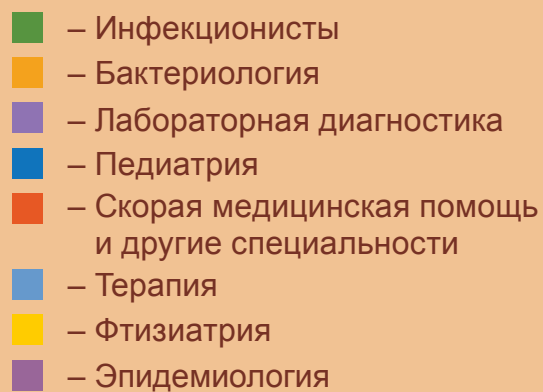 – Инфекционисты
– Бактериология
– Лабораторная диагностика
– Педиатрия
– Скорая медицинская помощь
и другие специальности
– Терапия
– Фтизиатрия
– Эпидемиология